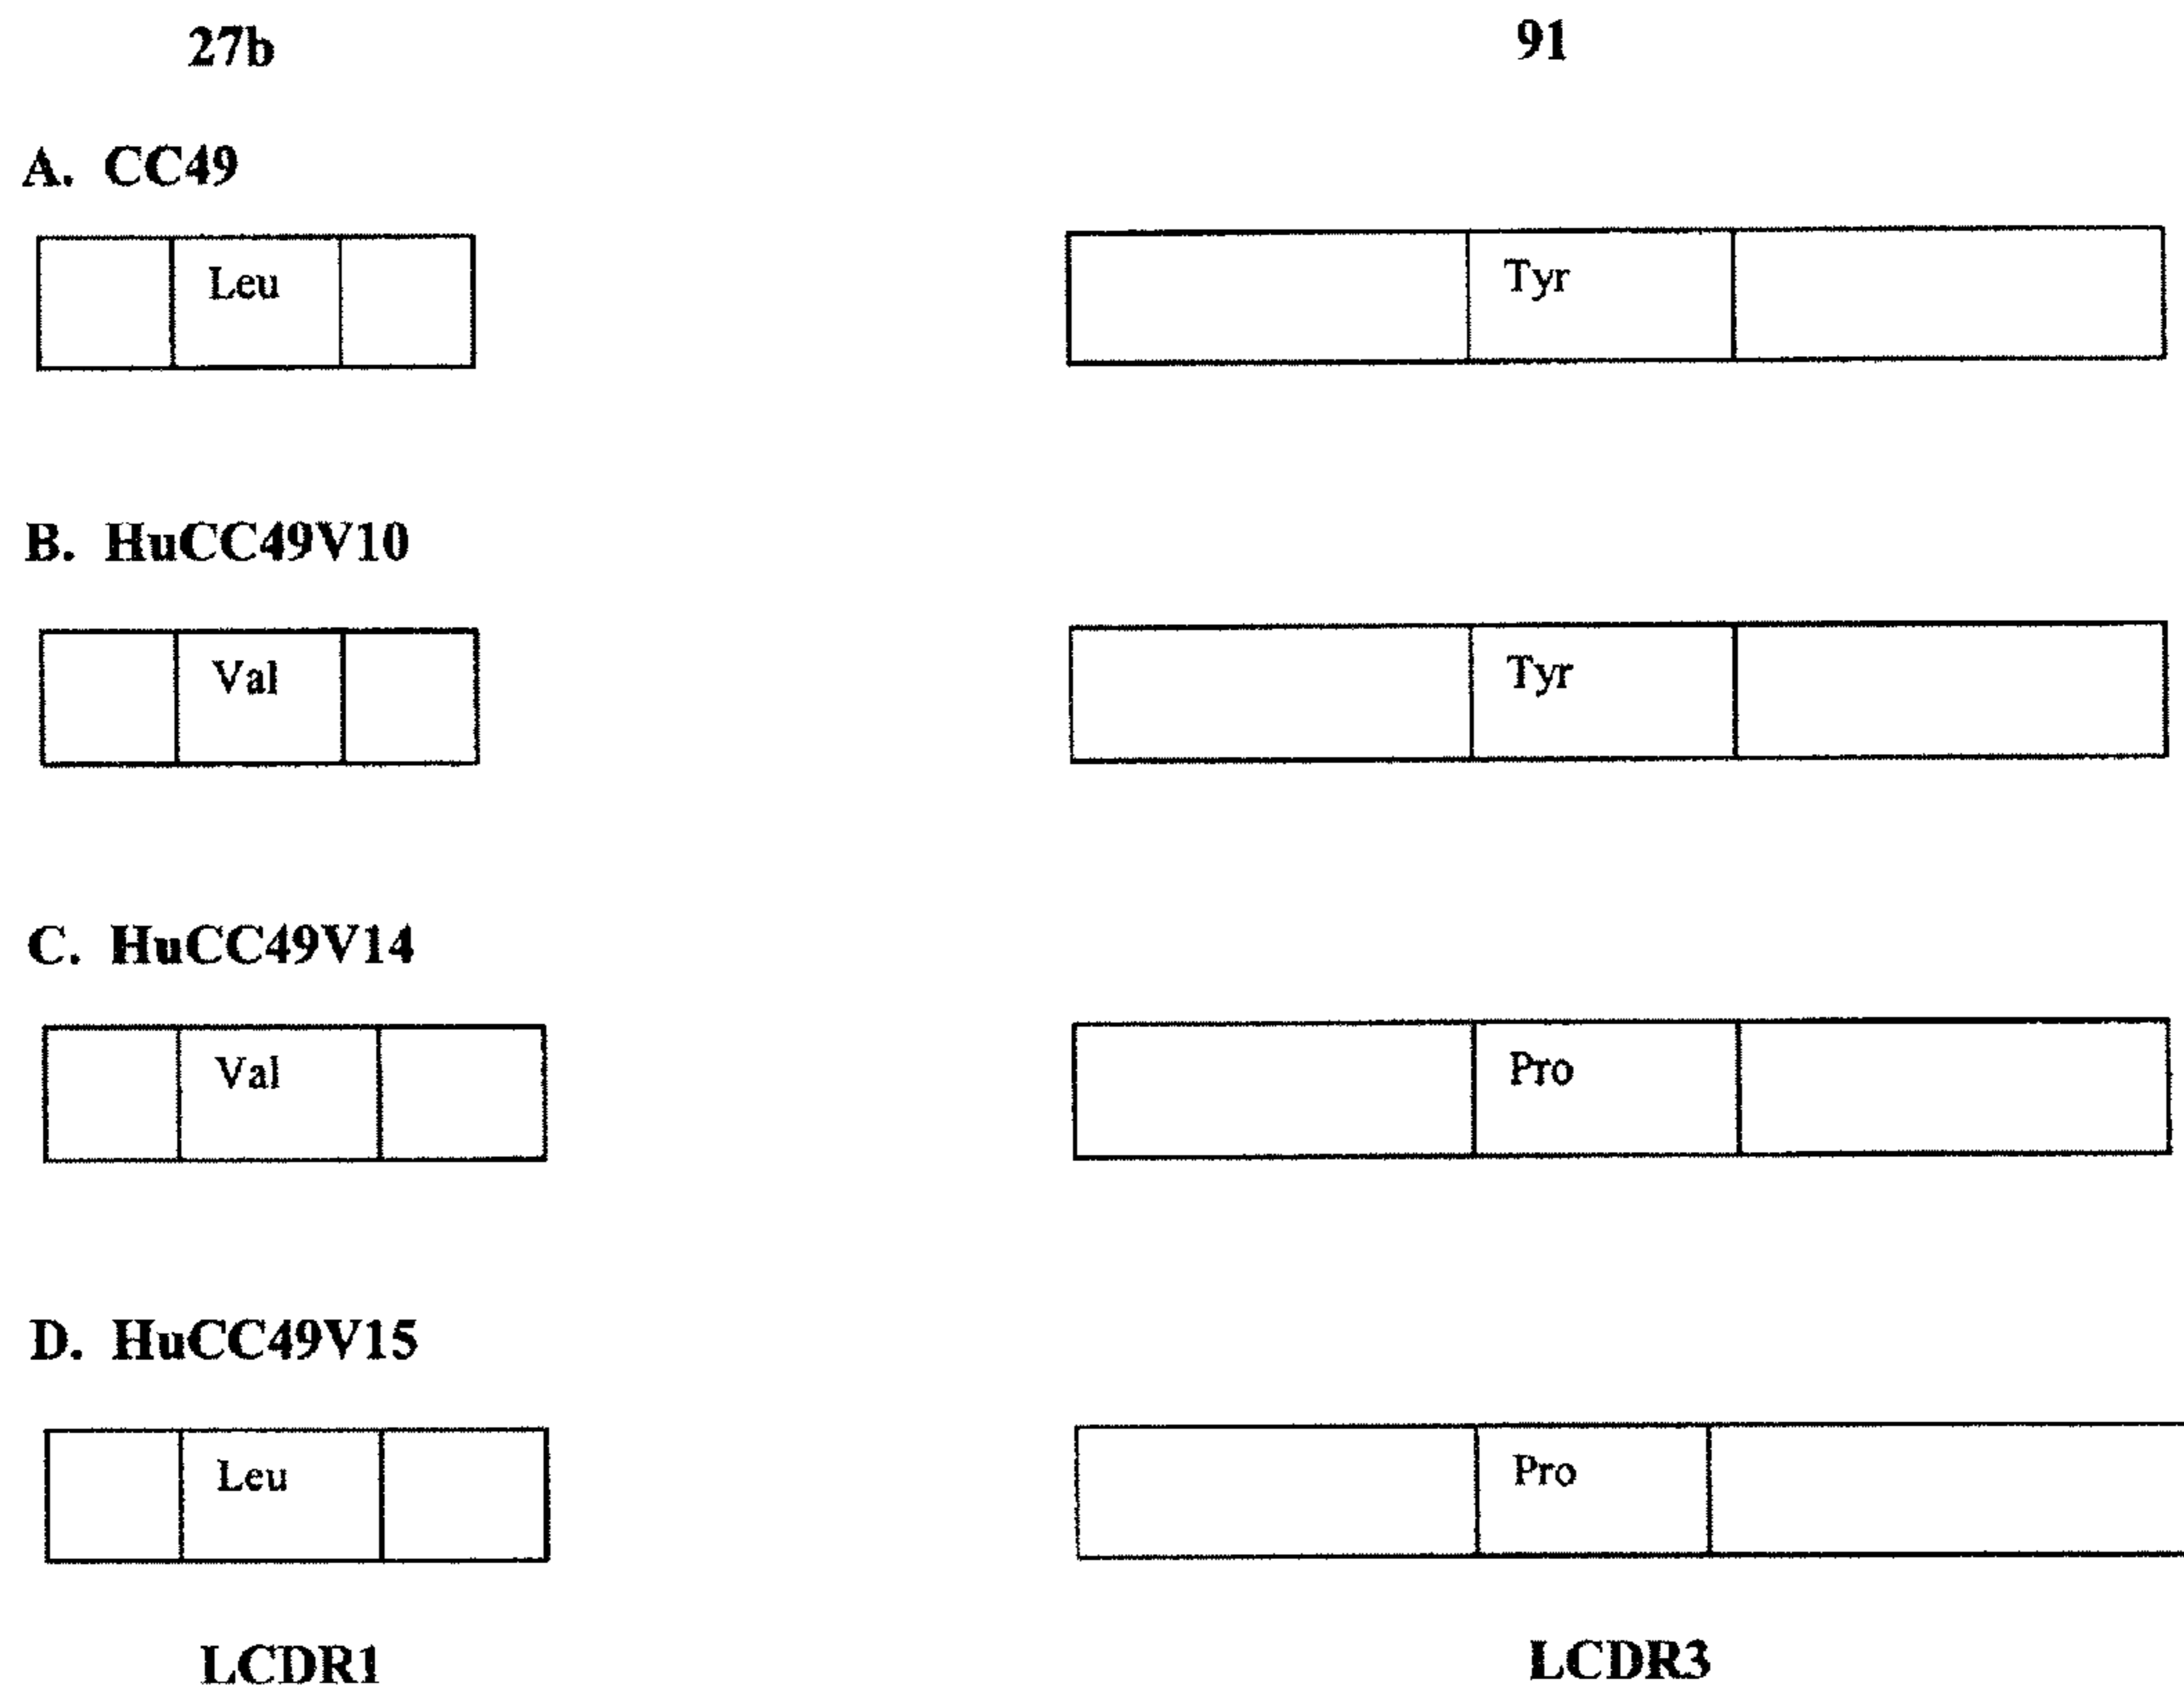 27b 91
A. CC49
Leu Tyr
B. HuCC49V10
Val Tyr
C. HuCC49V14
Val Pro
D. HuCC49V15
Leu Pro
LCDR1 LCDR3